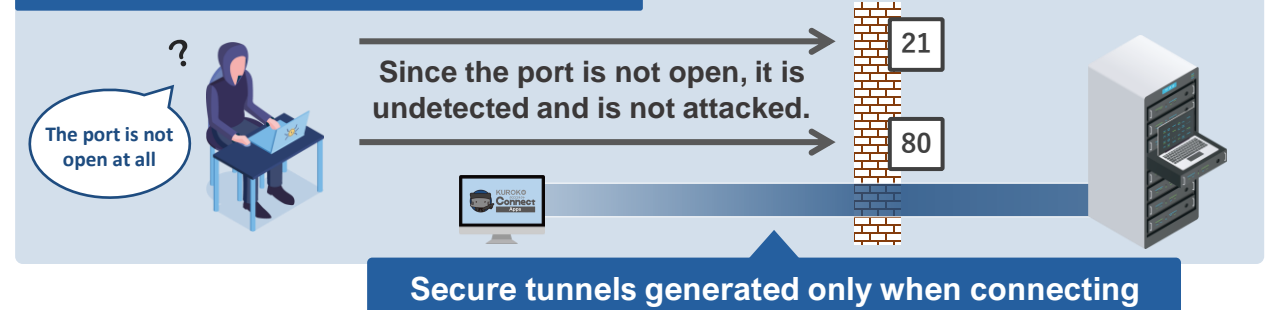 ?
The port is not
open at all
Since the port is not open, it is
undetected and is not attacked.
21
80
KUROKO
Connect
Apps
Secure tunnels generated only when connecting